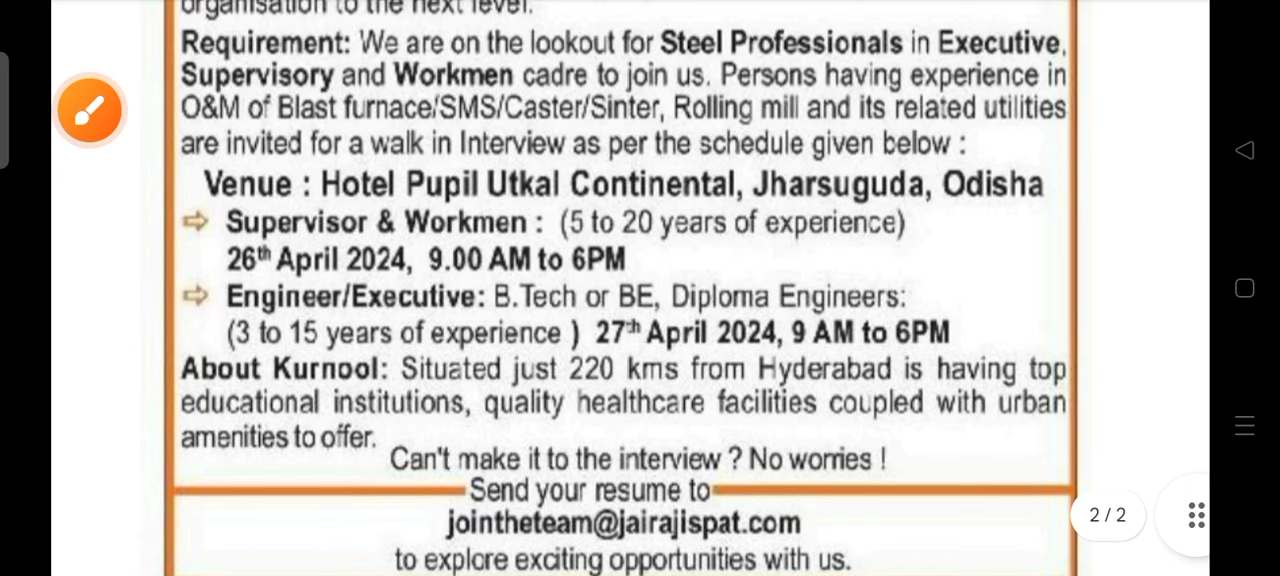 organisation to the next level.
Requirement: We are on the lookout for Steel Professionals in Executive,
Supervisory and Workmen cadre to join us. Persons having experience in
O&M of Blast furnace/SMS/Caster/Sinter, Rolling mill and its related utilities
are invited for a walk in Interview as per the schedule given below :
Venue : Hotel Pupil Utkal Continental, Jharsuguda, Odisha
⇨ Supervisor & Workmen : (5 to 20 years of experience)
26th April 2024, 9.00 AM to 6PM
⇨ Engineer/Executive: B.Tech or BE, Diploma Engineers:
(3 to 15 years of experience ) 27th April 2024, 9 AM to 6PM
About Kurnool: Situated just 220 kms from Hyderabad is having top
educational institutions, quality healthcare facilities coupled with urban
amenities to offer.
Can't make it to the interview ? No worries !
Send your resume to
jointheteam@jairajispat.com
to explore exciting opportunities with us.
2 / 2